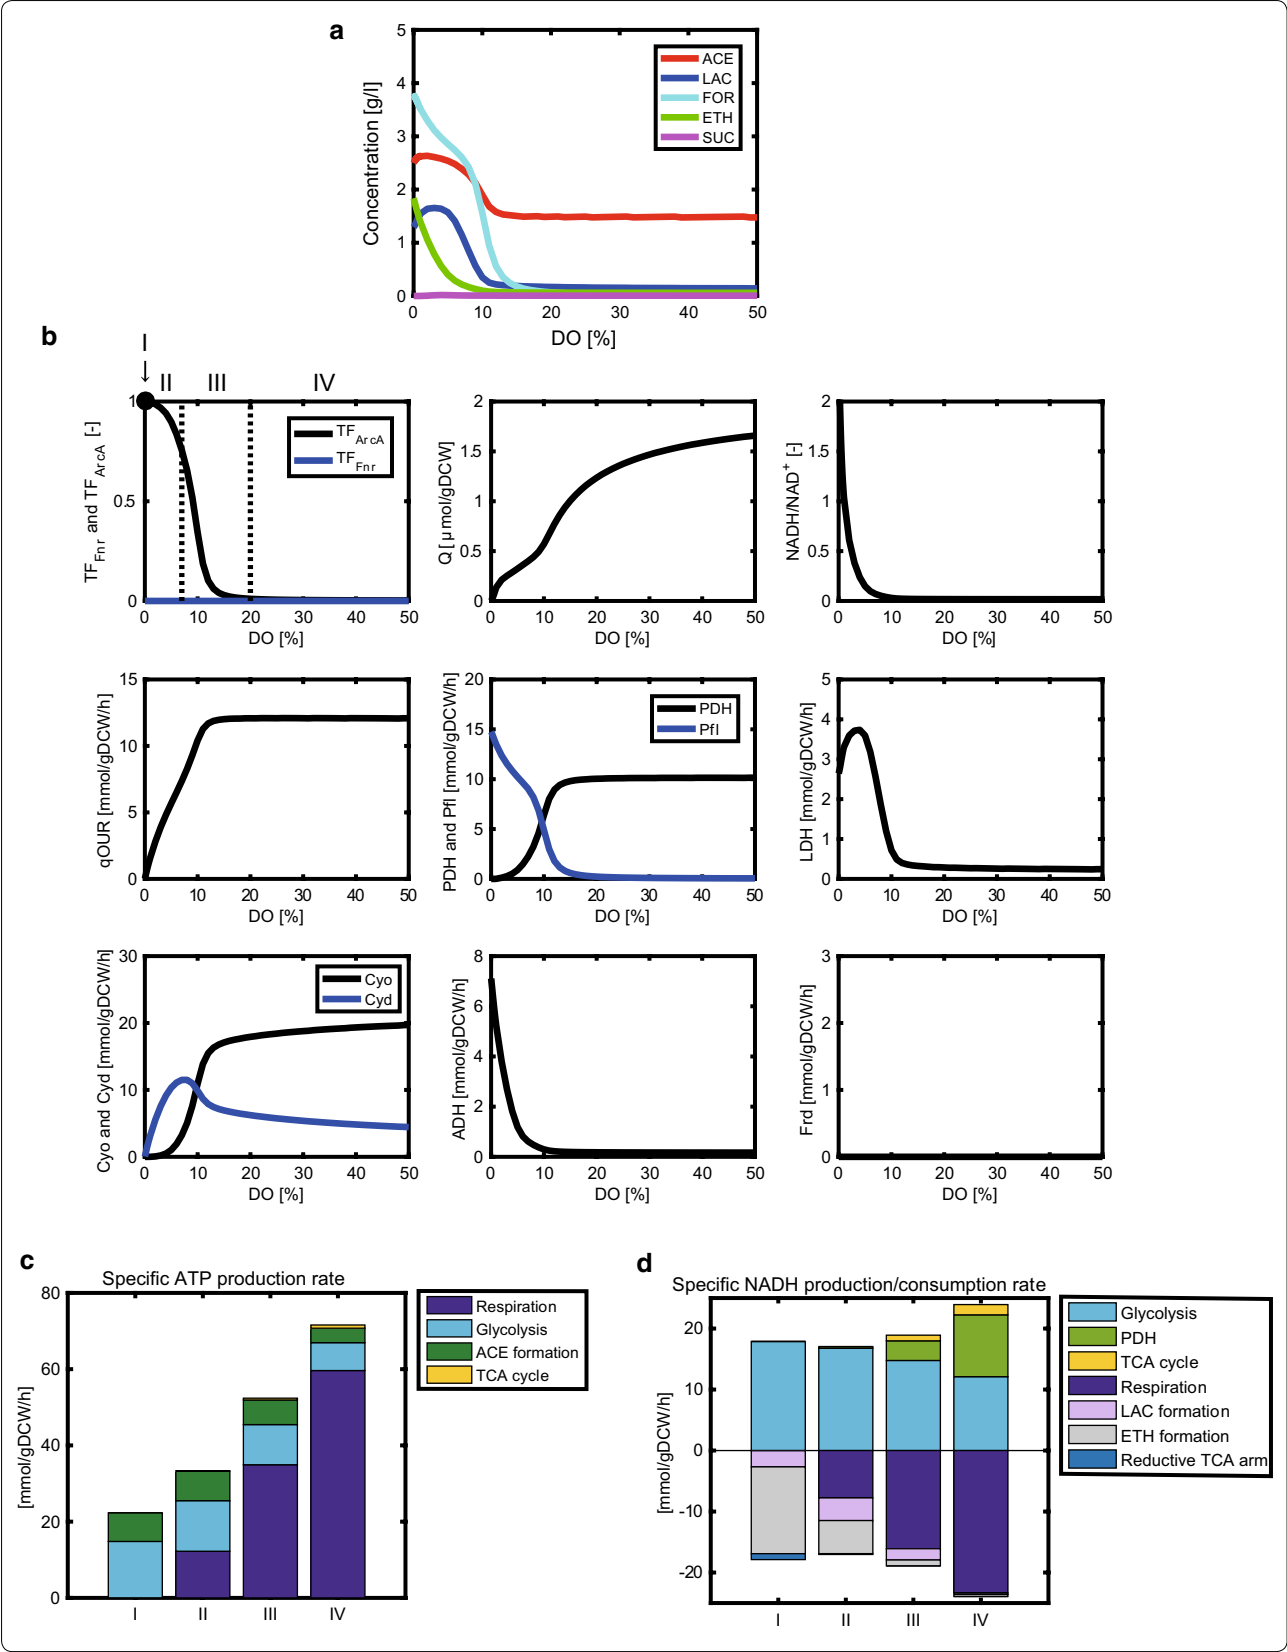 a
5
4
3
2
1
0
Concentration [g/l]
ACE
LAC
FOR
ETH
SUC
0 10 20 30 40 50
DO [%]
b
I
↓
II III IV
1
0.5
0
TF Fnr and TF ArcA [-]
TF ArcA
TF Fnr
0 10 20 30 40 50
DO [%]
2
1.5
1
0.5
0
Q [µmol/gDCW]
0 10 20 30 40 50
DO [%]
2
1.5
1
0.5
0
NADH/NAD+ [-]
0 10 20 30 40 50
DO [%]
15
10
5
0
qOUR [mmol/gDCW/h]
0 10 20 30 40 50
DO [%]
20
15
10
5
0
PDH and Pfl [mmol/gDCW/h]
PDH
Pfl
0 10 20 30 40 50
DO [%]
5
4
3
2
1
0
LDH [mmol/gDCW/h]
0 10 20 30 40 50
DO [%]
30
20
10
0
Cyo and Cyd [mmol/gDCW/h]
Cyo
Cyd
0 10 20 30 40 50
DO [%]
8
6
4
2
0
ADH [mmol/gDCW/h]
0 10 20 30 40 50
DO [%]
3
2
1
0
Frd [mmol/gDCW/h]
0 10 20 30 40 50
DO [%]
c
Specific ATP production rate
80
60
40
20
0
[mmol/gDCW/h]
Respiration
Glycolysis
ACE formation
TCA cycle
I II III IV
d
Specific NADH production/consumption rate
20
10
0
-10
-20
[mmol/gDCW/h]
Glycolysis
PDH
TCA cycle
Respiration
LAC formation
ETH formation
Reductive TCA arm
I II III IV